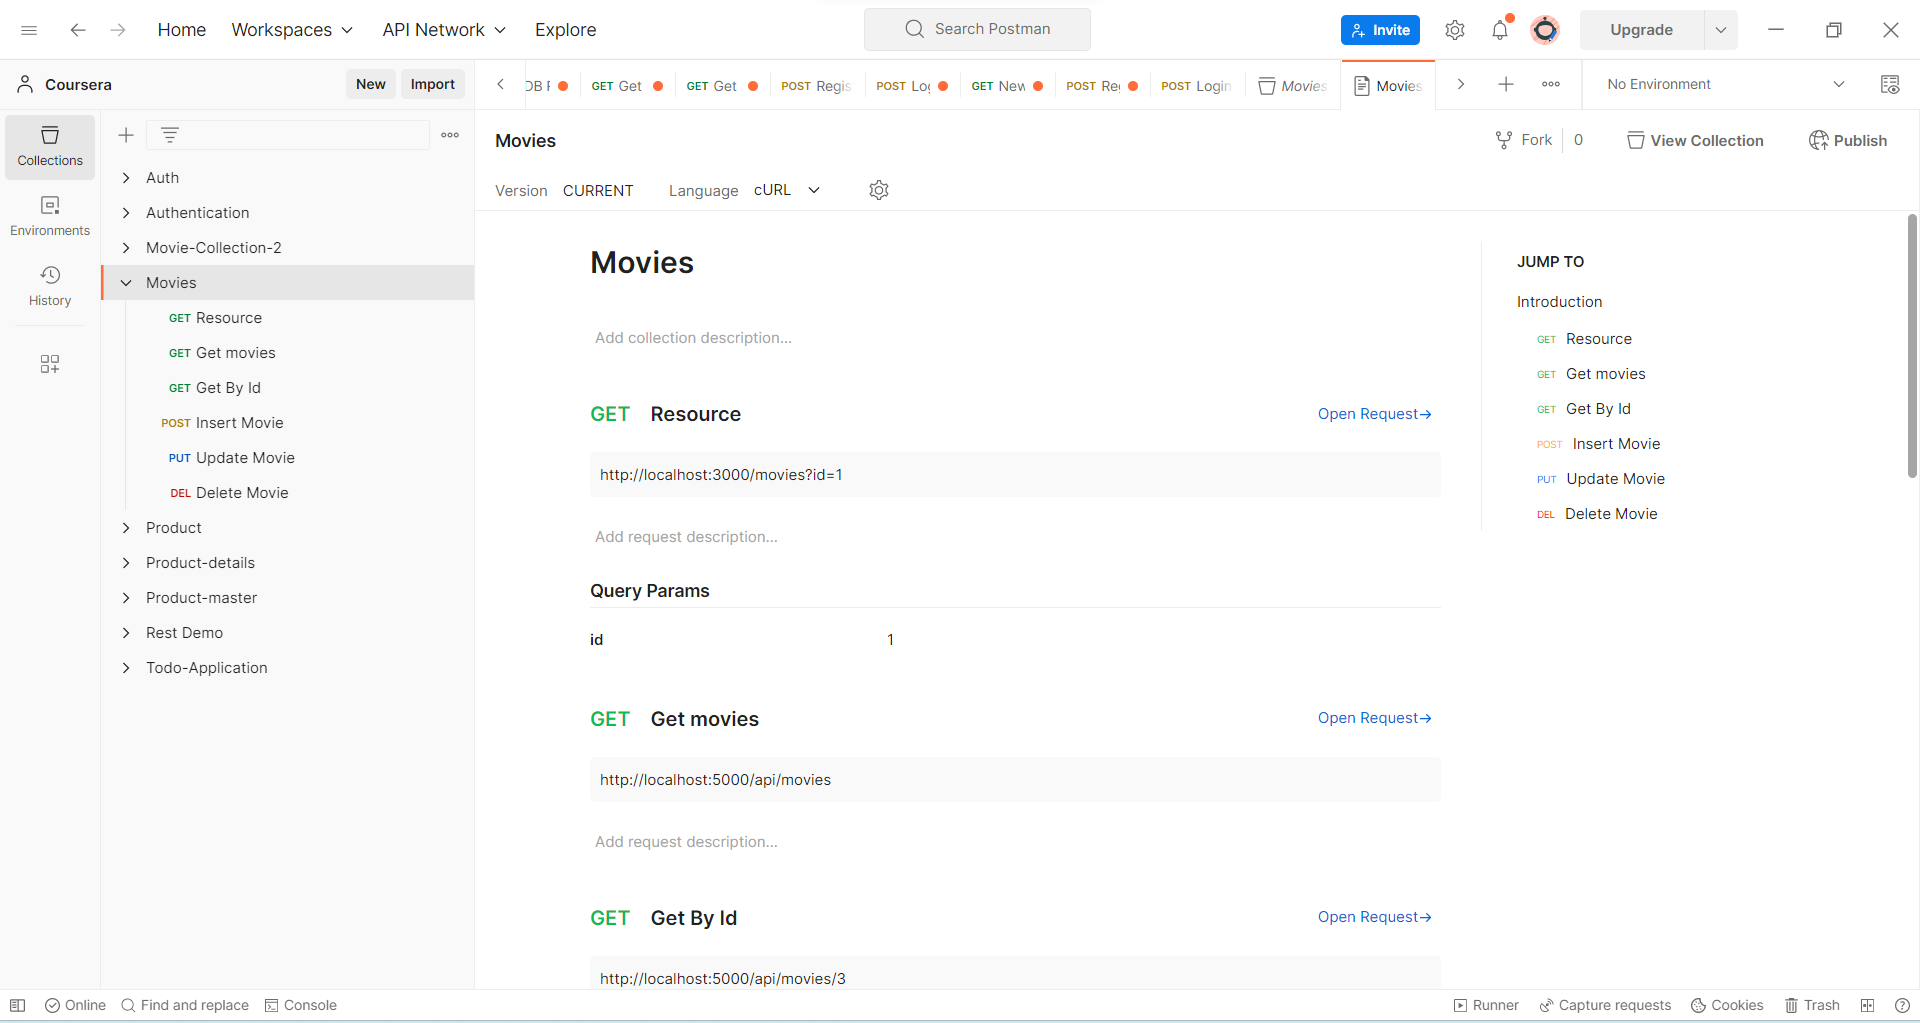 Home Workspaces API Network Explore Search Postman Invite Upgrade
Coursera New Import
DB F GET Get GET Get POST Regis POST Log GET New POST Reg POST Login Movies Movies No Environment
Collections
Environments
History
Auth
Authentication
Movie-Collection-2
Movies
GET Resource
GET Get movies
GET Get By Id
POST Insert Movie
PUT Update Movie
DEL Delete Movie
Product
Product-details
Product-master
Rest Demo
Todo-Application
Movies Fork 0 View Collection Publish
Version CURRENT Language cURL
Movies
Add collection description...
GET Resource Open Request→
http://localhost:3000/movies?id=1
Add request description...
Query Params
id 1
GET Get movies Open Request→
http://localhost:5000/api/movies
Add request description...
GET Get By Id Open Request→
http://localhost:5000/api/movies/3
JUMP TO
Introduction
GET Resource
GET Get movies
GET Get By Id
POST Insert Movie
PUT Update Movie
DEL Delete Movie
Online Find and replace Console Runner Capture requests Cookies Trash